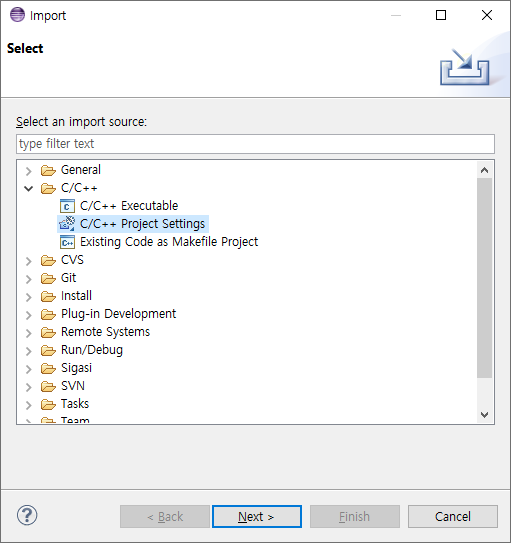 Import
Select
Select an import source:
type filter text
General
C/C++
C/C++ Executable
C/C++ Project Settings
Existing Code as Makefile Project
CVS
Git
Install
Plug-in Development
Remote Systems
Run/Debug
Sigasi
SVN
Tasks
Team
< Back
Next >
Finish
Cancel